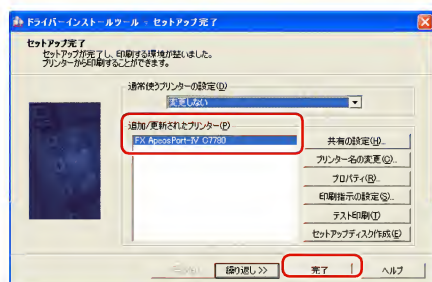 ドライバーインストールツール - セットアップ完了
セットアップ完了
セットアップが完了し、印刷する環境が整いました。
プリンターから印刷することができます。
通常使うプリンターの設定(D)
変更しない
追加/更新されたプリンター(P)
FX ApeosPort-IV C7780
共有の設定(H)...
プリンター名の変更(C)...
プロパティ(R)...
印刷指示の設定(S)...
テスト印刷(T)
セットアップディスク作成(E)
繰り返し>>
完了
ヘルプ